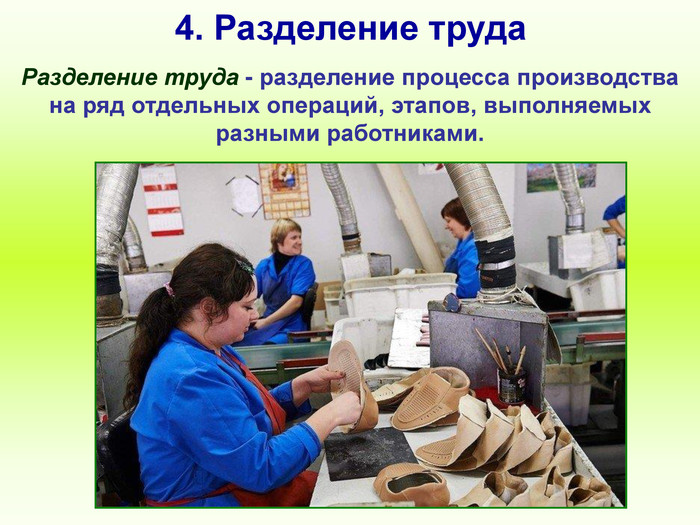 4. Разделение труда
Разделение труда - разделение процесса производства
на ряд отдельных операций, этапов, выполняемых
разными работниками.